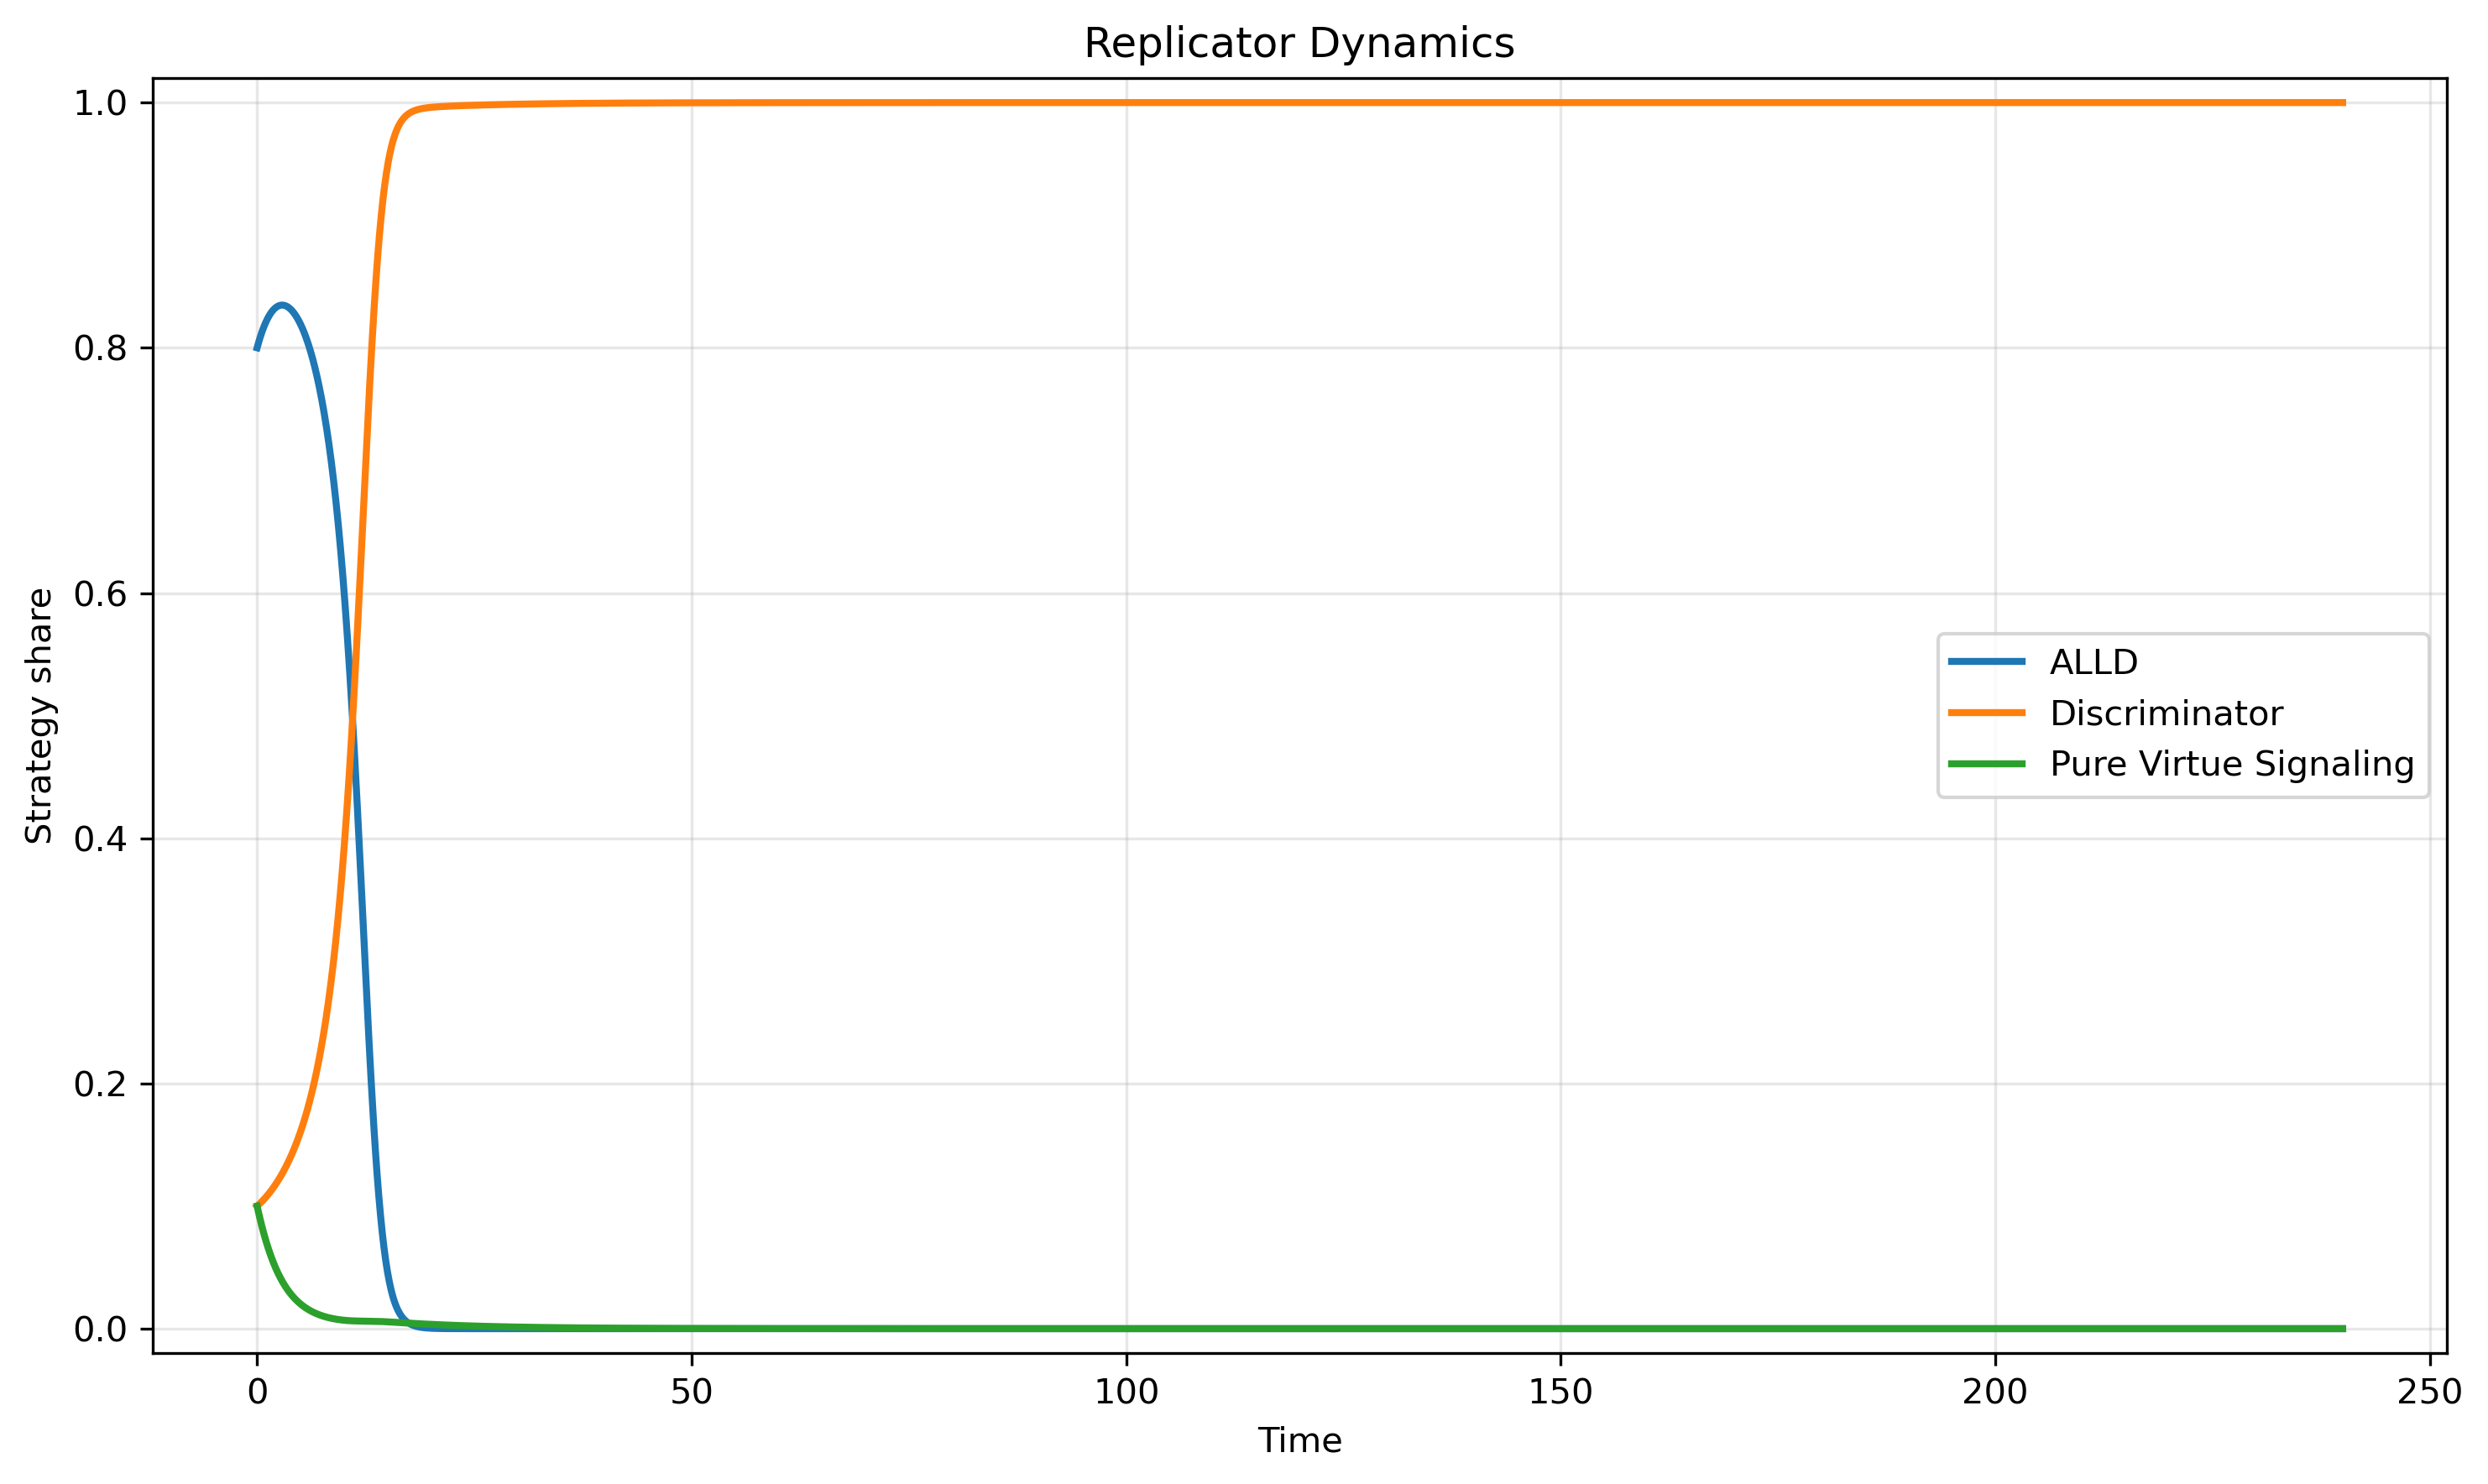 Replicator Dynamics
1.0
0.8
0.6
0.4
0.2
0.0
Strategy share
ALLD
Discriminator
Pure Virtue Signaling
0
50
100
150
200
250
Time